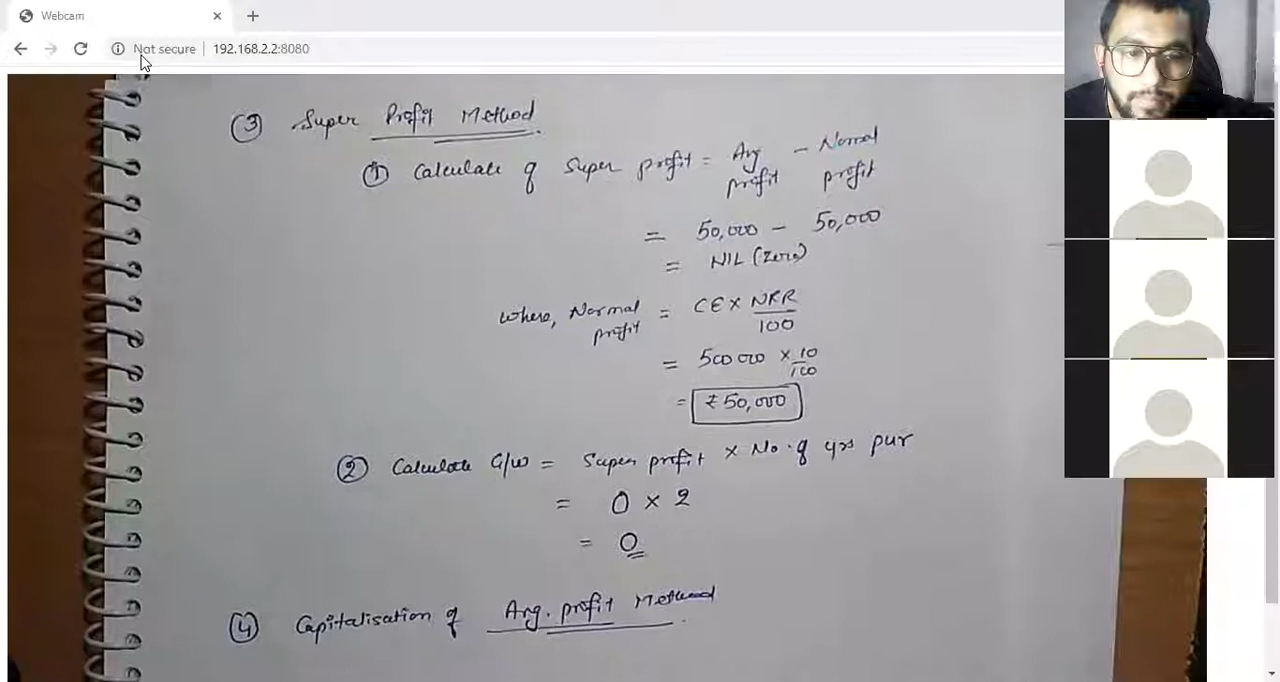 Webcam
Not secure 192.168.2.2:8080
(3) Super Profit Method
(1) Calculate of Super profit = Avg profit - Normal profit
= 50,000 - 50,000
= NIL (Zero)
where, Normal profit = CE x NRR/100
= 500000 x 10/100
= ₹50,000
(2) Calculate G/W = Super profit x No. of yrs pur
= 0 x 2
= 0
(4) Capitalisation of Avg. profit Method